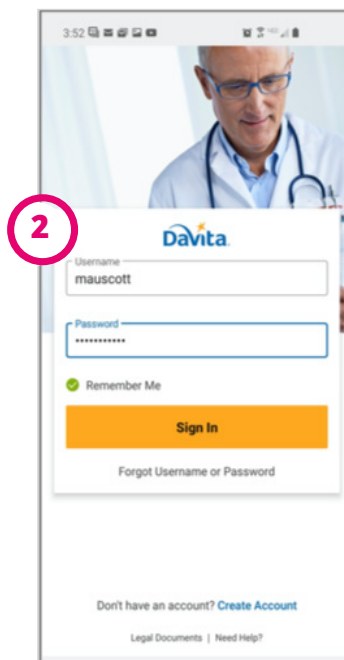 3:52
2
DaVita.
Username
mauscott
Password
•••••••••••
Remember Me
Sign In
Forgot Username or Password
Don't have an account? Create Account
Legal Documents | Need Help?